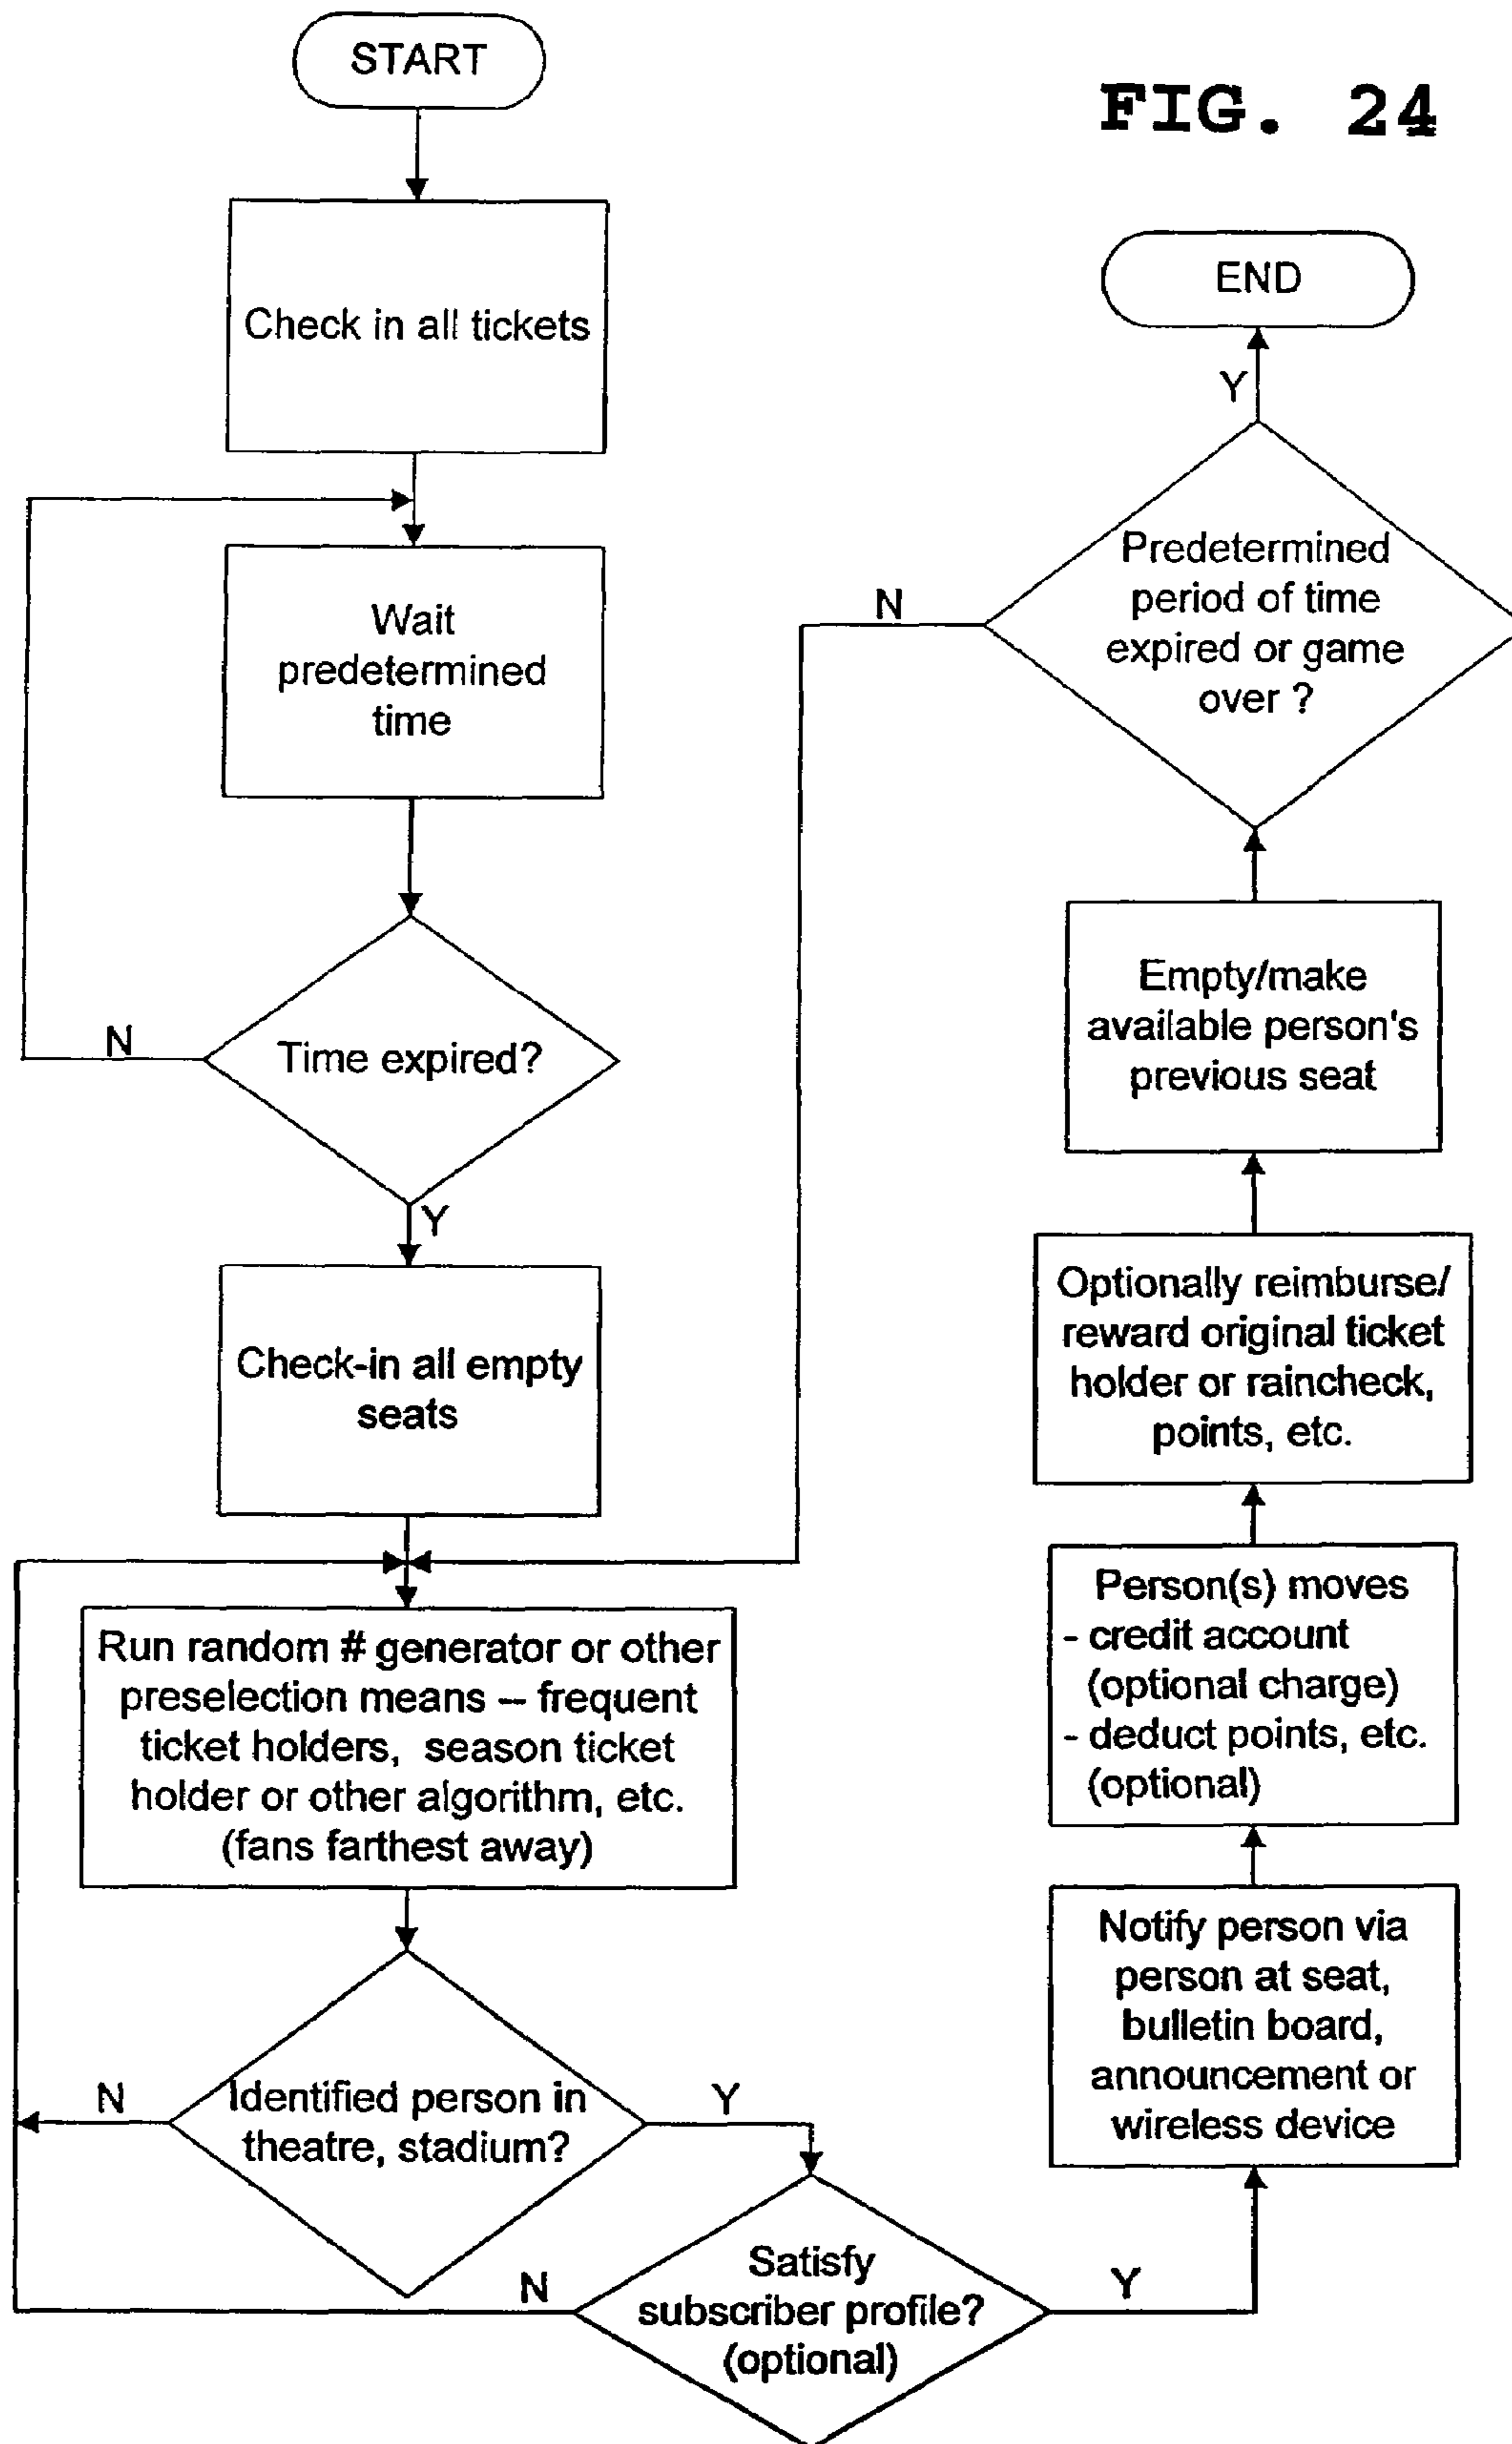 START
FIG. 24
Check in all tickets
Wait
predetermined
time
N
Time expired?
Y
Check-in all empty
seats
Run random # generator or other
preselection means – frequent
ticket holders, season ticket
holder or other algorithm, etc.
(fans farthest away)
N
Identified person in
theatre, stadium?
Y
N
Satisfy
subscriber profile?
(optional)
Y
Notify person via
person at seat,
bulletin board,
announcement or
wireless device
Person(s) moves
- credit account
(optional charge)
- deduct points, etc.
(optional)
Optionally reimburse/
reward original ticket
holder or raincheck,
points, etc.
Empty/make
available person's
previous seat
N
Predetermined
period of time
expired or game
over ?
Y
END